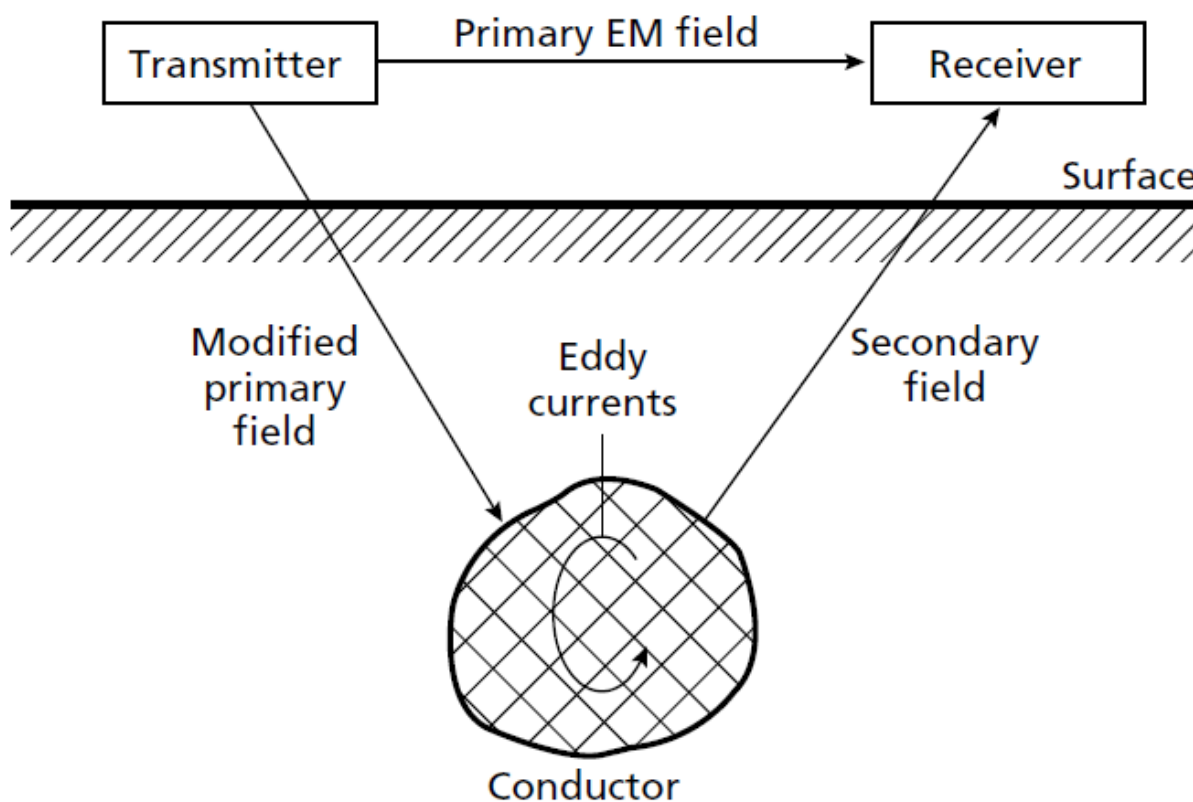 Primary EM field
Transmitter
Receiver
Surface
Modified
primary
field
Eddy
currents
Secondary
field
Conductor